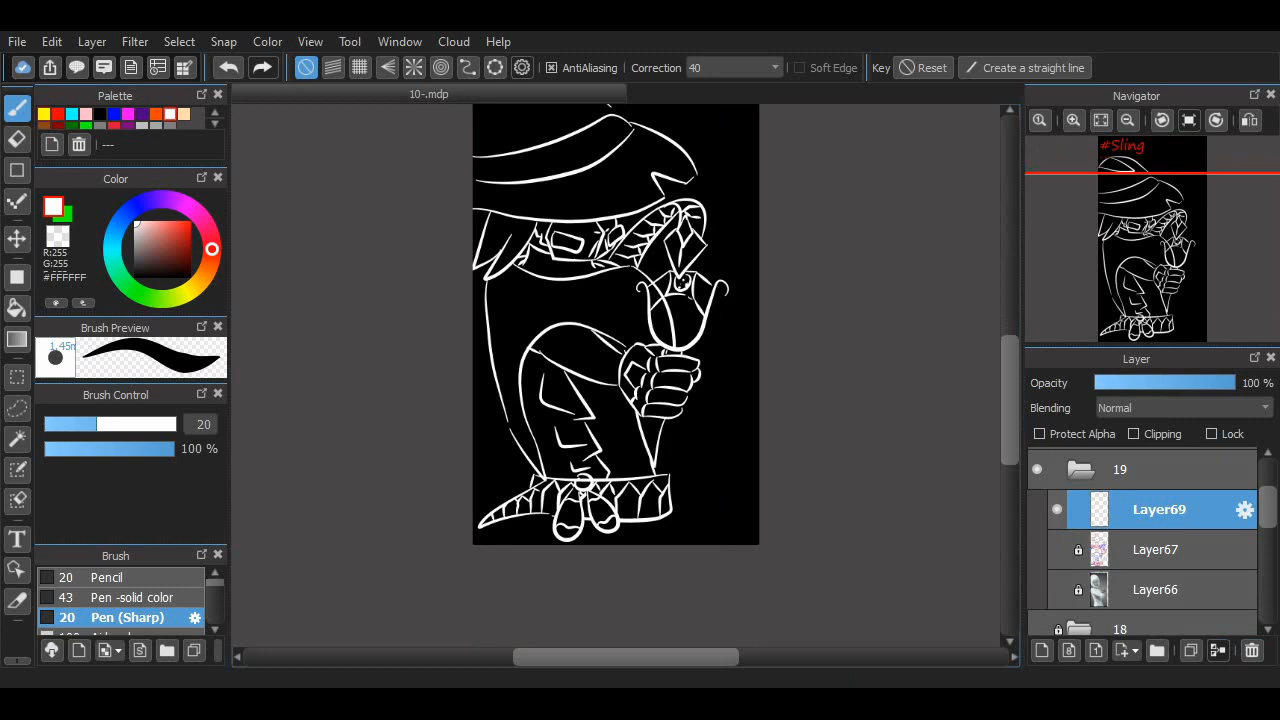 File Edit Layer Filter Select Snap Color View Tool Window Cloud Help
AntiAliasing Correction 40 Soft Edge Key Reset Create a straight line
Palette
10-.mdp
Navigator
---
#Sling
Color
R:255
G:255
#FFFFFF
Brush Preview
Layer
Opacity 100 %
Brush Control
Blending Normal
20
Protect Alpha Clipping Lock
100 %
19
Layer69
Layer67
Brush
20 Pencil
Layer66
43 Pen -solid color
20 Pen (Sharp)
18